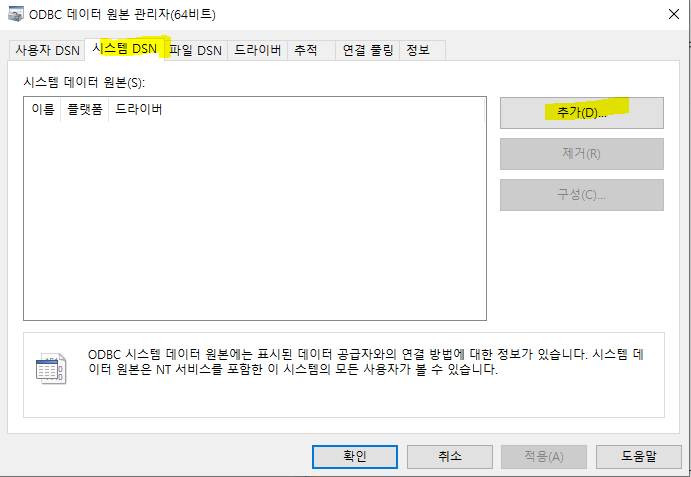 ODBC 데이터 원본 관리자(64비트)
사용자 DSN 시스템 DSN 파일 DSN 드라이버 추적 연결 풀링 정보
시스템 데이터 원본(S):
이름 플랫폼 드라이버
추가(D)...
제거(R)
구성(C)...
ODBC 시스템 데이터 원본에는 표시된 데이터 공급자와의 연결 방법에 대한 정보가 있습니다. 시스템 데
이터 원본은 NT 서비스를 포함한 이 시스템의 모든 사용자가 볼 수 있습니다.
확인 취소 적용(A) 도움말